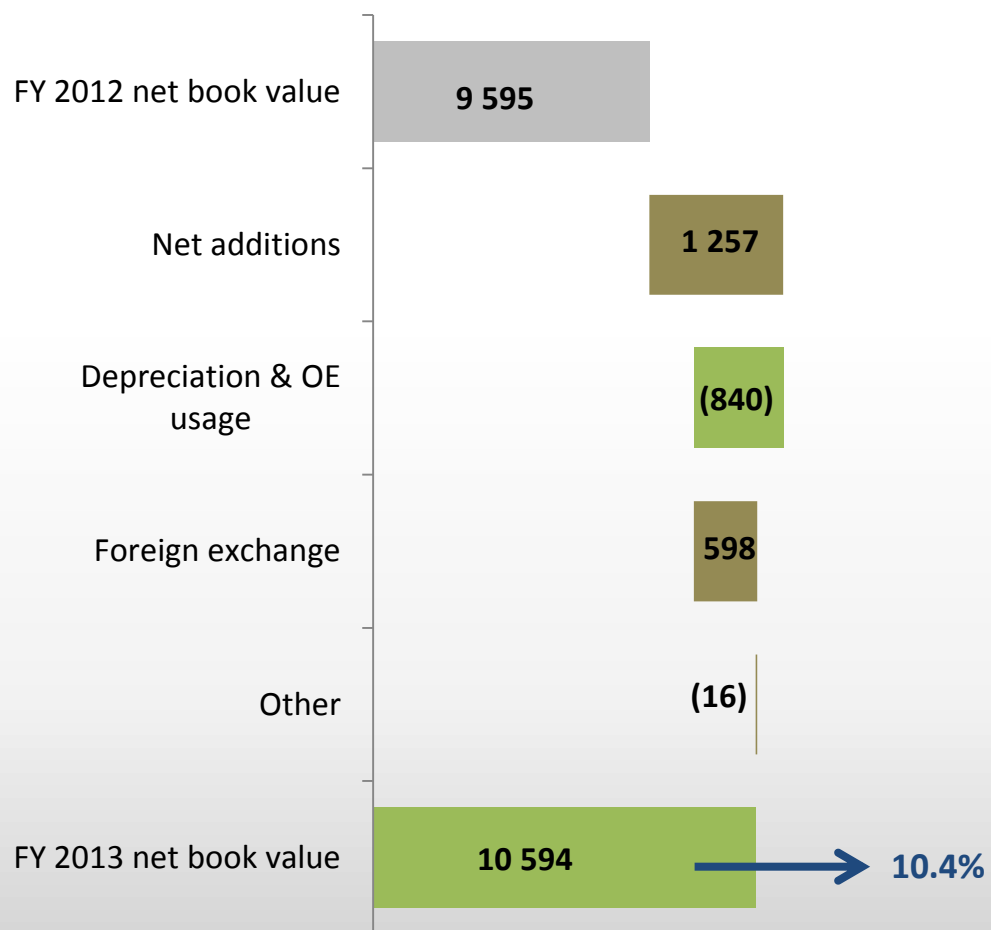 FY 2012 net book value
9 595
Net additions
1 257
Depreciation & OE
usage
(840)
Foreign exchange
598
Other
(16)
FY 2013 net book value
10 594
10.4%